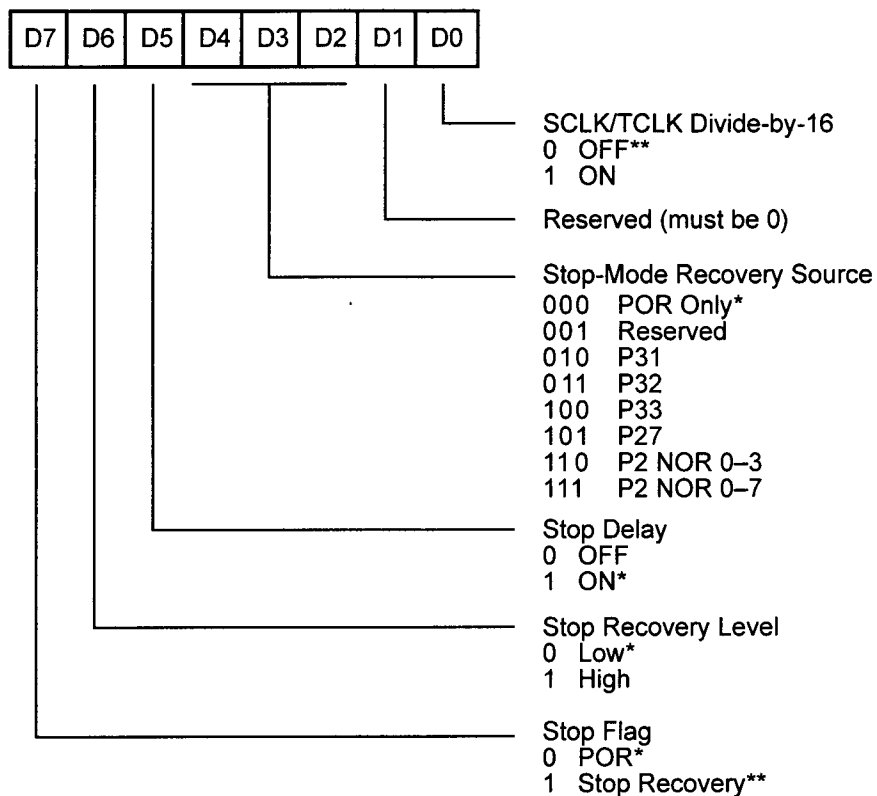 D7 D6 D5 D4 D3 D2 D1 D0
SCLK/TCLK Divide-by-16
0 OFF**
1 ON
Reserved (must be 0)
Stop-Mode Recovery Source
000 POR Only*
001 Reserved
010 P31
011 P32
100 P33
101 P27
110 P2 NOR 0–3
111 P2 NOR 0–7
Stop Delay
0 OFF
1 ON*
Stop Recovery Level
0 Low*
1 High
Stop Flag
0 POR*
1 Stop Recovery**